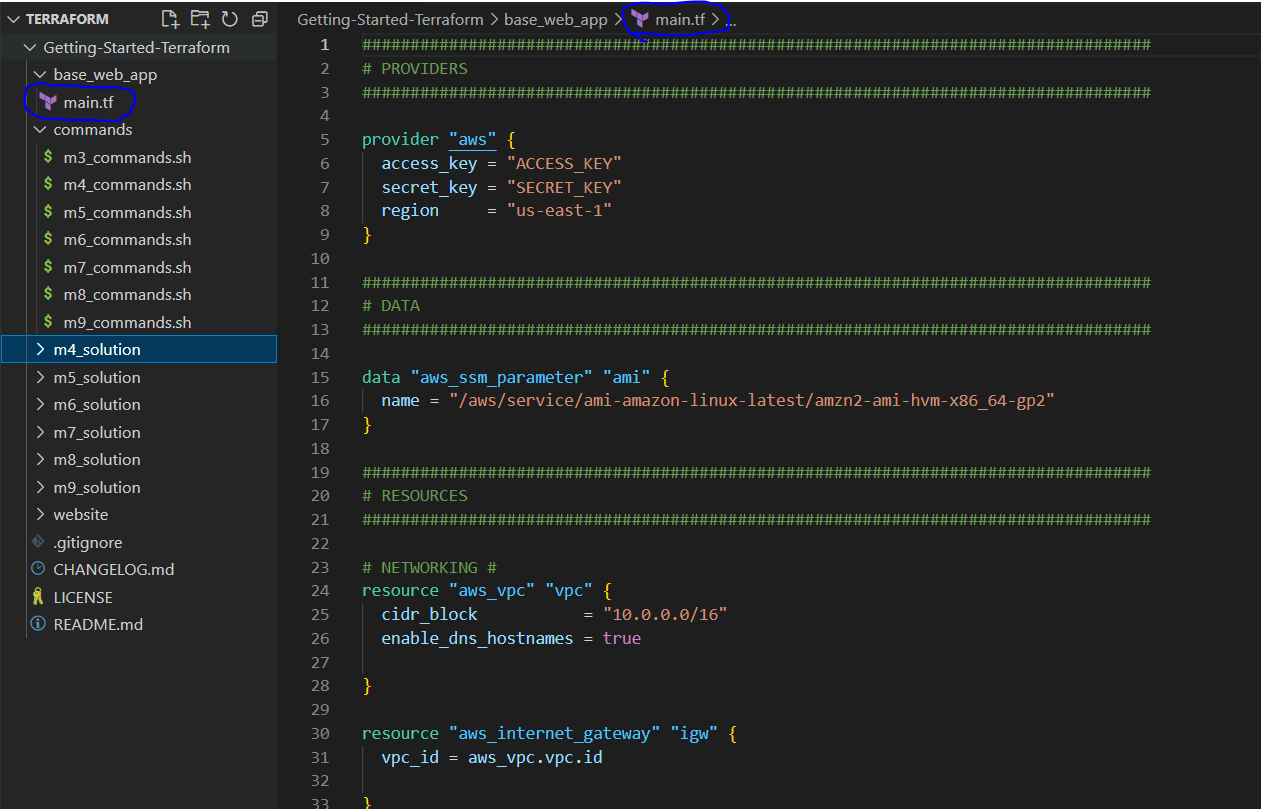 TERRAFORM
Getting-Started-Terraform
base_web_app
main.tf
commands
$ m3_commands.sh
$ m4_commands.sh
$ m5_commands.sh
$ m6_commands.sh
$ m7_commands.sh
$ m8_commands.sh
$ m9_commands.sh
m4_solution
m5_solution
m6_solution
m7_solution
m8_solution
m9_solution
website
.gitignore
CHANGELOG.md
LICENSE
README.md
Getting-Started-Terraform > base_web_app > main.tf > ...
1 ##################################################################################
2 # PROVIDERS
3 ##################################################################################
4
5 provider "aws" {
6   access_key = "ACCESS_KEY"
7   secret_key = "SECRET_KEY"
8   region     = "us-east-1"
9 }
10
11 ##################################################################################
12 # DATA
13 ##################################################################################
14
15 data "aws_ssm_parameter" "ami" {
16   name = "/aws/service/ami-amazon-linux-latest/amzn2-ami-hvm-x86_64-gp2"
17 }
18
19 ##################################################################################
20 # RESOURCES
21 ##################################################################################
22
23 # NETWORKING #
24 resource "aws_vpc" "vpc" {
25   cidr_block           = "10.0.0.0/16"
26   enable_dns_hostnames = true
27
28 }
29
30 resource "aws_internet_gateway" "igw" {
31   vpc_id = aws_vpc.vpc.id
32
33 }